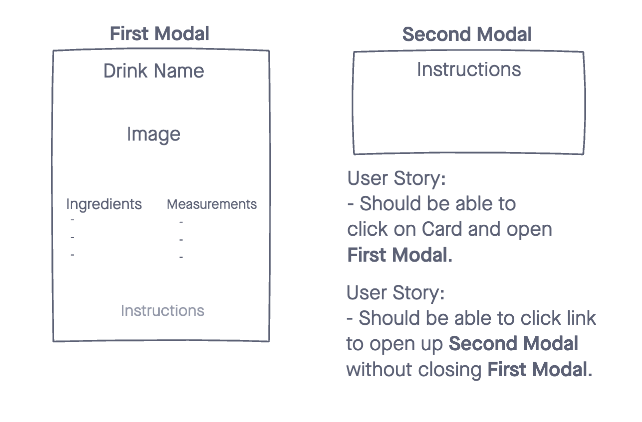 First Modal
Drink Name
Image
Ingredients
Measurements
-
-
-
-
-
-
Instructions
Second Modal
Instructions
User Story:
- Should be able to
click on Card and open
First Modal.
User Story:
- Should be able to click link
to open up Second Modal
without closing First Modal.